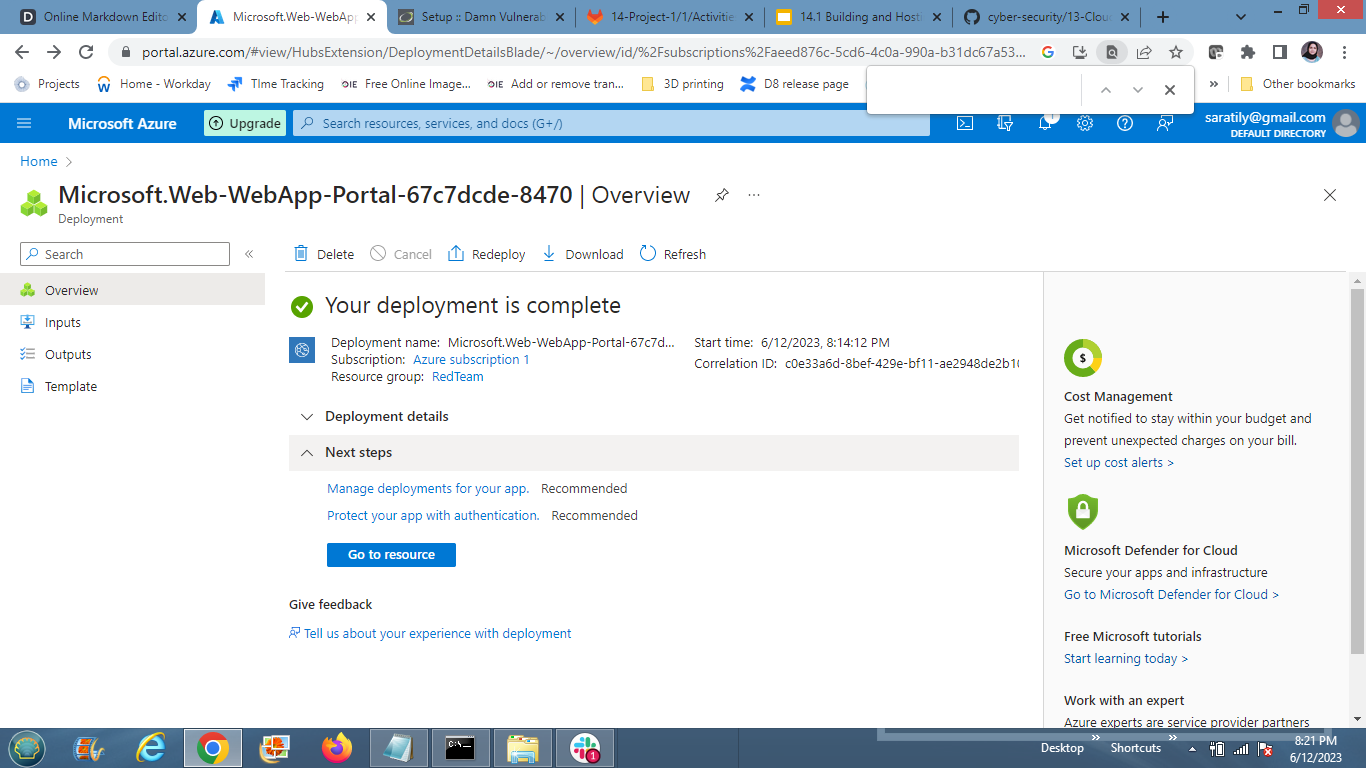 Online Markdown Edito
Microsoft.Web-WebApp
Setup :: Damn Vulnerab
14-Project-1/1/Activitie
14.1 Building and Hosti
cyber-security/13-Clou
portal.azure.com/#view/HubsExtension/DeploymentDetailsBlade/~/overview/id/%2Fsubscriptions%2Faeed876c-5cd6-4c0a-990a-b31dc67a53...
Projects
Home - Workday
TIme Tracking
Free Online Image...
Add or remove tran...
3D printing
D8 release page
Other bookmarks
Microsoft Azure
Upgrade
Search resources, services, and docs (G+/)
1
saratily@gmail.com
DEFAULT DIRECTORY
Home
Microsoft.Web-WebApp-Portal-67c7dcde-8470 | Overview
Deployment
Search
Delete
Cancel
Redeploy
Download
Refresh
Overview
Inputs
Outputs
Template
Your deployment is complete
Deployment name: Microsoft.Web-WebApp-Portal-67c7d...
Subscription: Azure subscription 1
Resource group: RedTeam
Start time: 6/12/2023, 8:14:12 PM
Correlation ID: c0e33a6d-8bef-429e-bf11-ae2948de2b10
Deployment details
Next steps
Manage deployments for your app. Recommended
Protect your app with authentication. Recommended
Go to resource
Give feedback
Tell us about your experience with deployment
Cost Management
Get notified to stay within your budget and
prevent unexpected charges on your bill.
Set up cost alerts >
Microsoft Defender for Cloud
Secure your apps and infrastructure
Go to Microsoft Defender for Cloud >
Free Microsoft tutorials
Start learning today >
Work with an expert
Azure experts are service provider partners
Desktop
Shortcuts
8:21 PM
6/12/2023